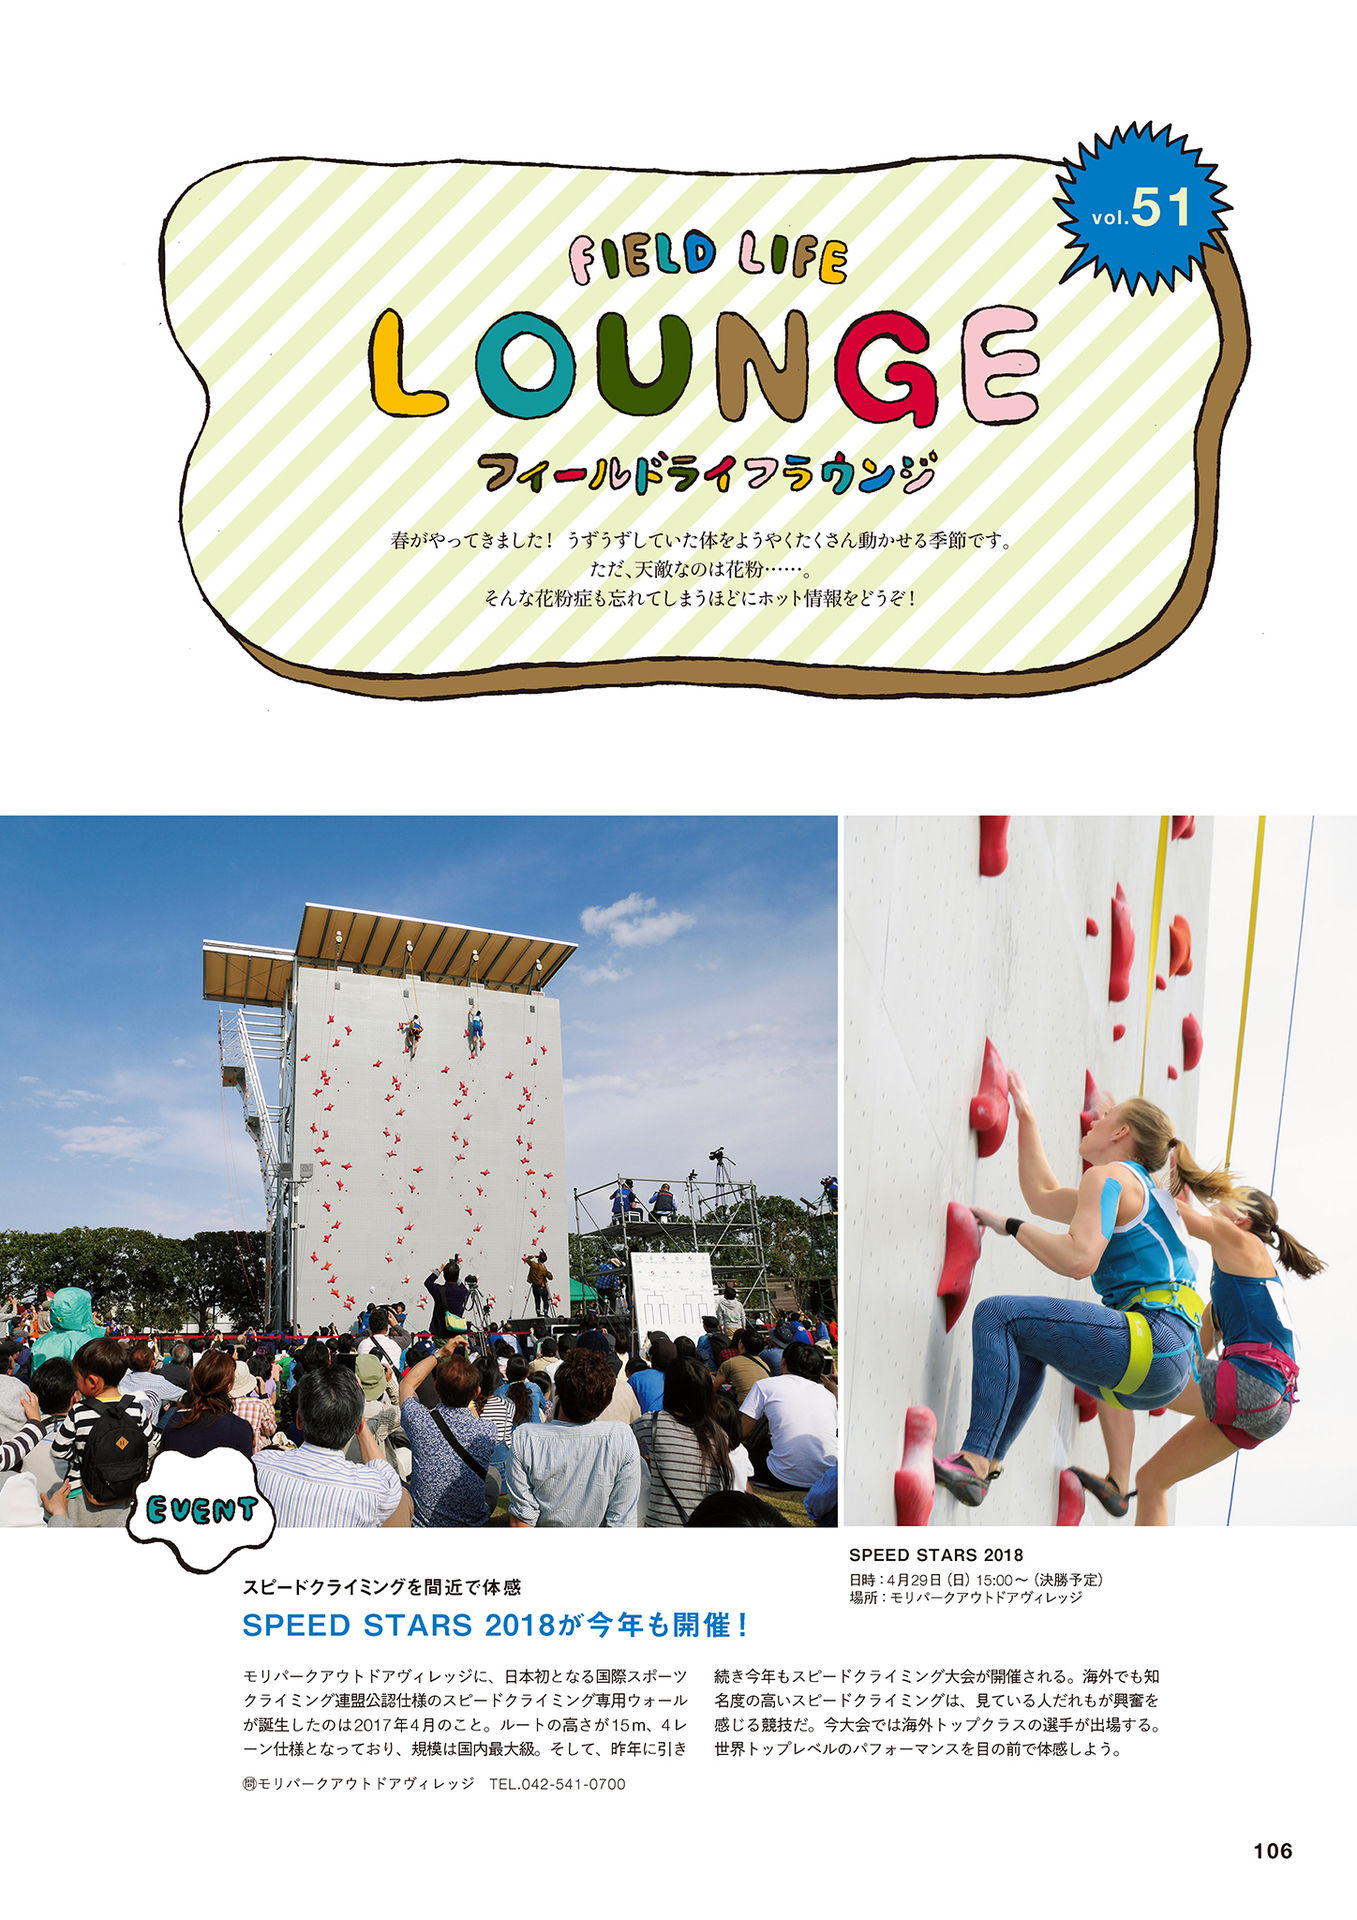 vol.51
FIELD LIFE
LOUNGE
フィールドライフラウンジ
春がやってきました！ うずうずしていた体をようやくたくさん動かせる季節です。
ただ、天敵なのは花粉……。
そんな花粉症も忘れてしまうほどにホット情報をどうぞ！
EVENT
SPEED STARS 2018
日時：4月29日（日）15:00〜（決勝予定）
場所：モリパークアウトドアヴィレッジ
スピードクライミングを間近で体感
SPEED STARS 2018が今年も開催！
モリパークアウトドアヴィレッジに、日本初となる国際スポーツ
クライミング連盟公認仕様のスピードクライミング専用ウォール
が誕生したのは2017年4月のこと。ルートの高さが15m、4レ
ーン仕様となっており、規模は国内最大級。そして、昨年に引き
続き今年もスピードクライミング大会が開催される。海外でも知
名度の高いスピードクライミングは、見ている人だれもが興奮を
感じる競技だ。今大会では海外トップクラスの選手が出場する。
世界トップレベルのパフォーマンスを目の前で体感しよう。
㉄モリパークアウトドアヴィレッジ　TEL.042-541-0700
106